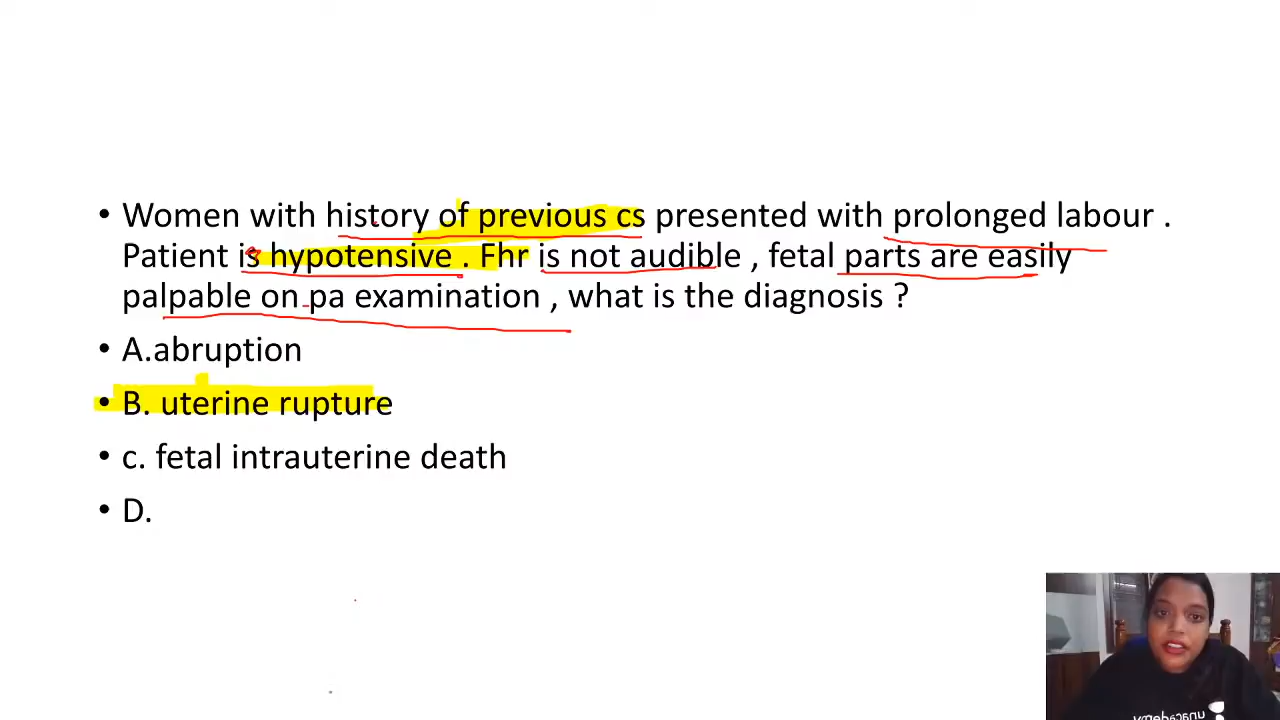 • Women with history of previous cs presented with prolonged labour .
Patient is hypotensive . Fhr is not audible , fetal parts are easily
palpable on pa examination , what is the diagnosis ?
• A.abruption
• B. uterine rupture
• c. fetal intrauterine death
• D.
unacademy